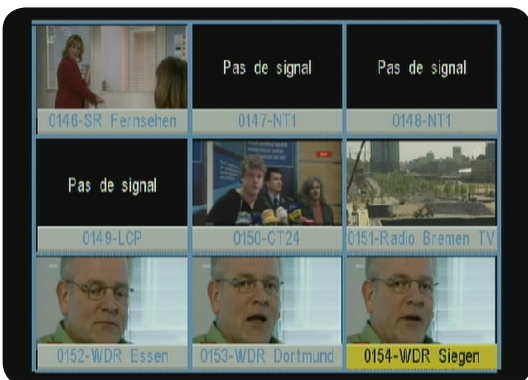 Pas de signal
Pas de signal
0146-SR Fernsehen
0147-NT1
0148-NT1
Pas de signal
0149-LCP
0150-CT24
0151-Radio Bremen TV
0152-WDR Essen
0153-WDR Dortmund
0154-WDR Siegen